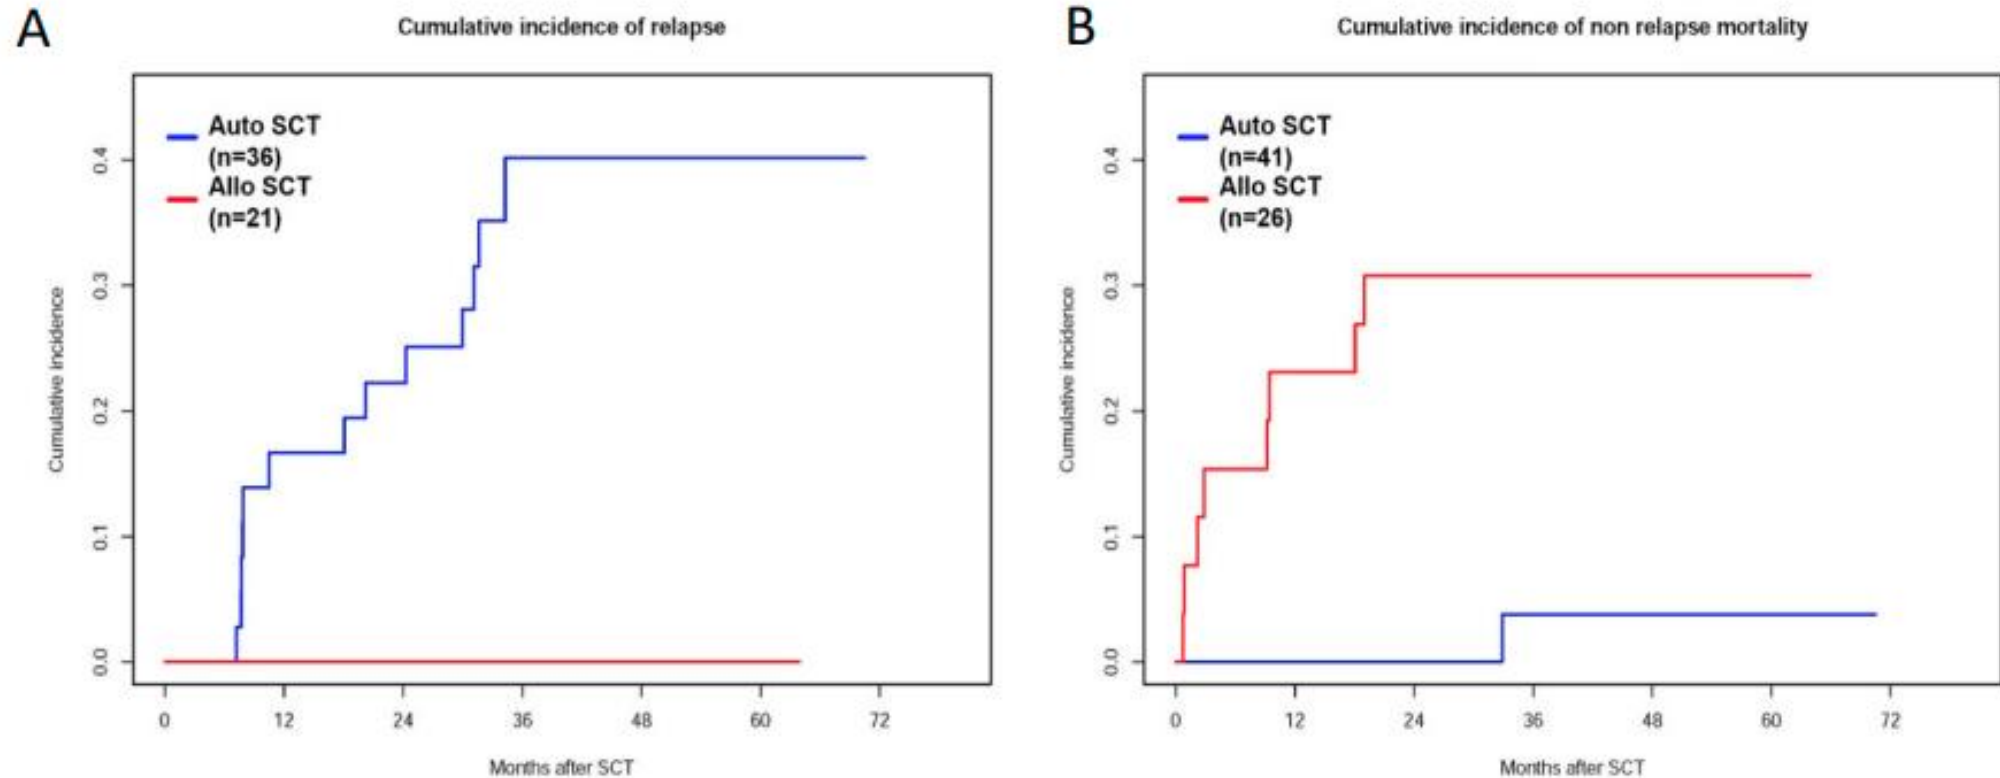 A
Cumulative incidence of relapse
Auto SCT
(n=36)
Allo SCT
(n=21)
Cumulative incidence
0.4
0.3
0.2
0.1
0.0
0 12 24 36 48 60 72
Months after SCT
B
Cumulative incidence of non relapse mortality
Auto SCT
(n=41)
Allo SCT
(n=26)
Cumulative incidence
0.4
0.3
0.2
0.1
0.0
0 12 24 36 48 60 72
Months after SCT